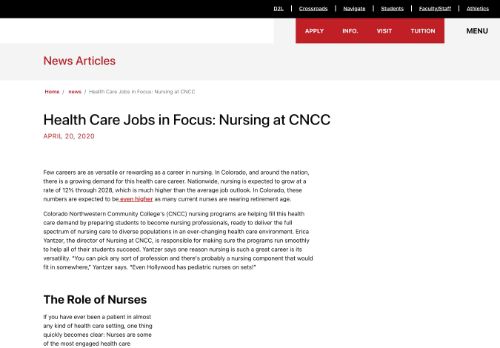 D2L | Crossroads | Navigate | Students | Faculty/Staff | Athletics
APPLY INFO. VISIT TUITION MENU
News Articles
Home / news / Health Care Jobs in Focus: Nursing at CNCC
Health Care Jobs in Focus: Nursing at CNCC
APRIL 20, 2020
Few careers are as versatile or rewarding as a career in nursing. In Colorado, and around the nation,
there is a growing demand for this health care career. Nationwide, nursing is expected to grow at a
rate of 12% through 2028, which is much higher than the average job outlook. In Colorado, these
numbers are expected to be even higher as many current nurses are nearing retirement age.
Colorado Northwestern Community College's (CNCC) nursing programs are helping fill this health
care demand by preparing students to become nursing professionals, ready to deliver the full
spectrum of nursing care to diverse populations in an ever-changing health care environment. Erica
Yantzer, the director of Nursing at CNCC, is responsible for making sure the programs run smoothly
to help all of their students succeed. Yantzer says one reason nursing is such a great career is its
versatility. "You can pick any sort of profession and there's probably a nursing component that would
fit in somewhere," Yantzer says. "Even Hollywood has pediatric nurses on sets!"
The Role of Nurses
If you have ever been a patient in almost
any kind of health care setting, one thing
quickly becomes clear: Nurses are some
of the most engaged health care